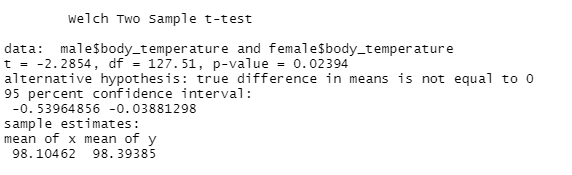 Welch Two Sample t-test
data:  male$body_temperature and female$body_temperature
t = -2.2854, df = 127.51, p-value = 0.02394
alternative hypothesis: true difference in means is not equal to 0
95 percent confidence interval:
 -0.53964856 -0.03881298
sample estimates:
mean of x mean of y
 98.10462  98.39385